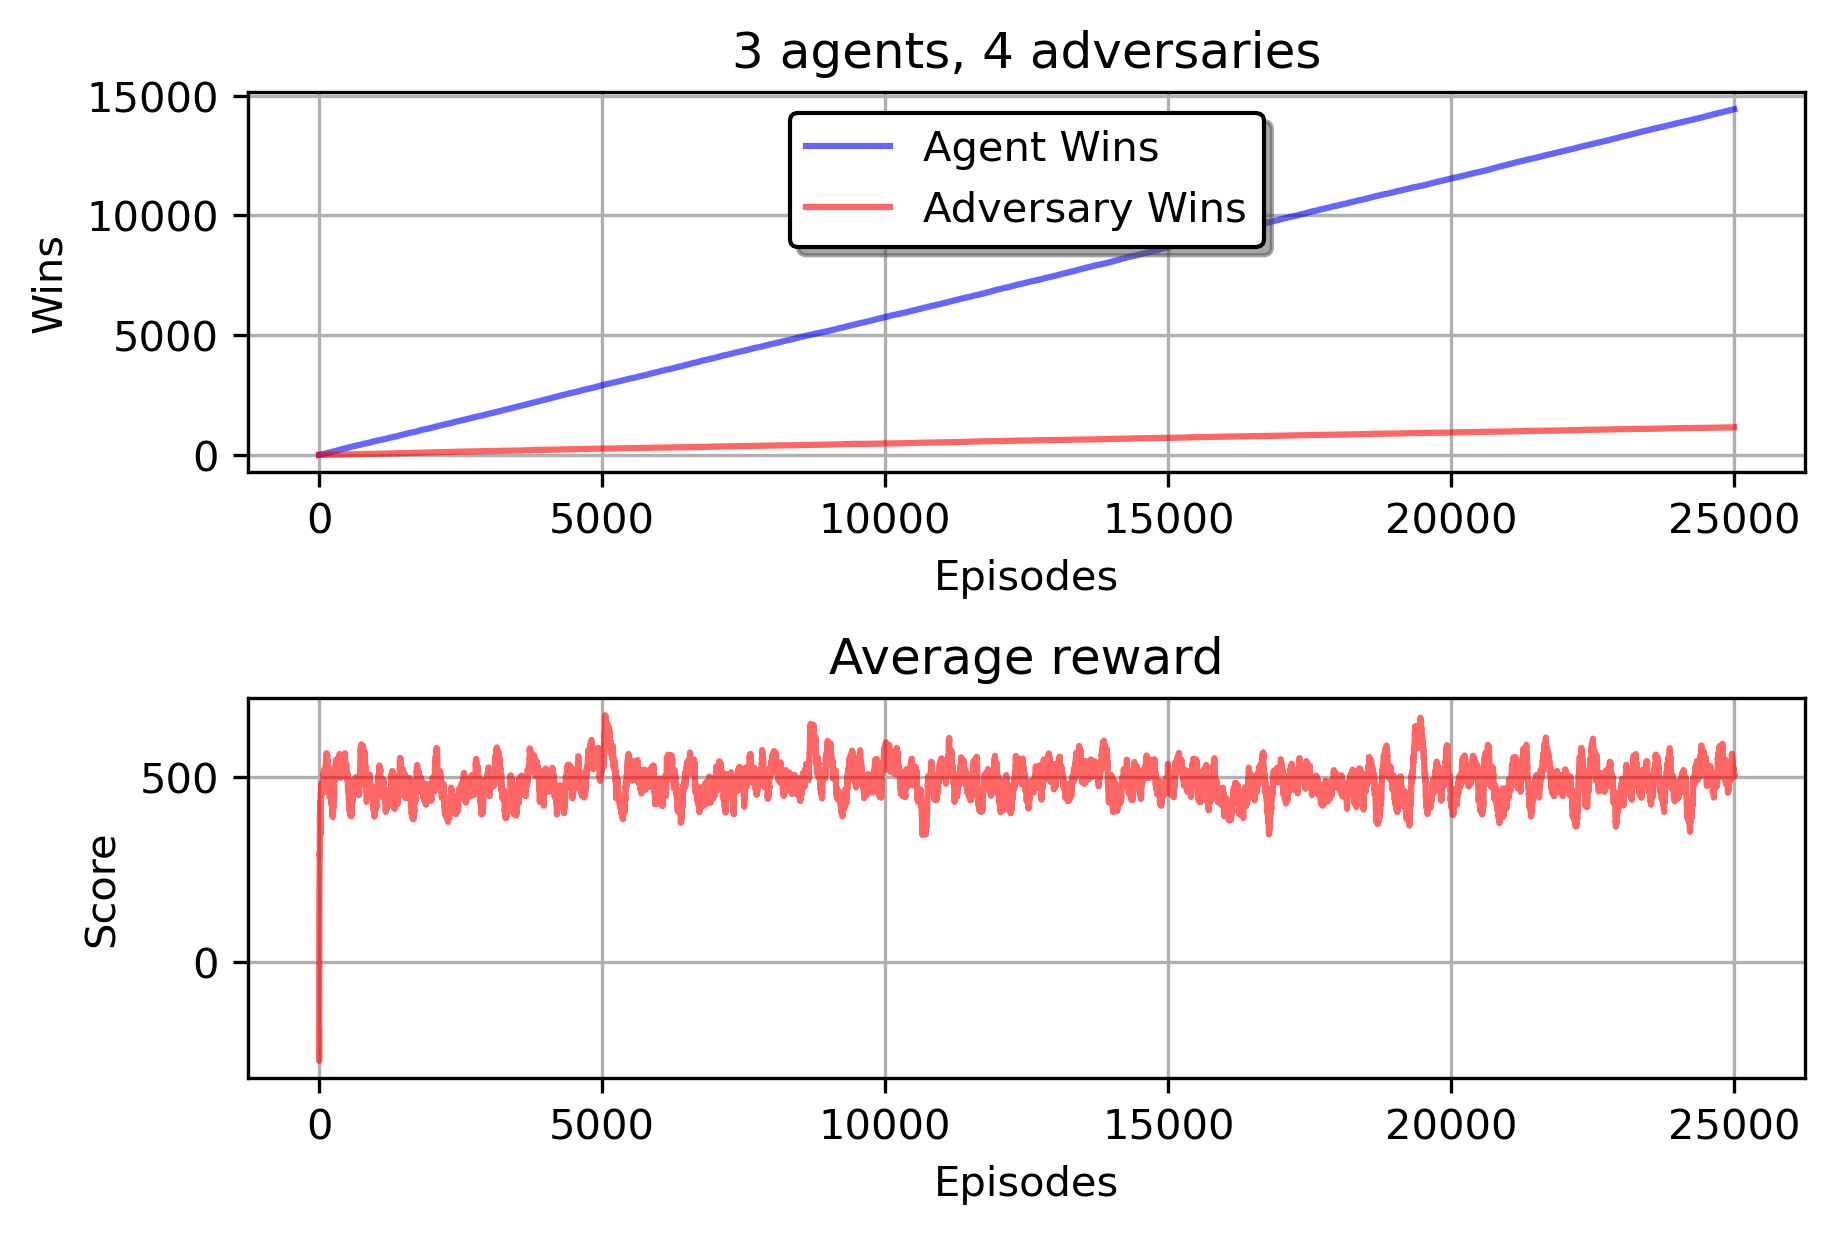 3 agents, 4 adversaries
15000
10000
5000
0
Wins
Agent Wins
Adversary Wins
0 5000 10000 15000 20000 25000
Episodes
Average reward
500
0
Score
0 5000 10000 15000 20000 25000
Episodes